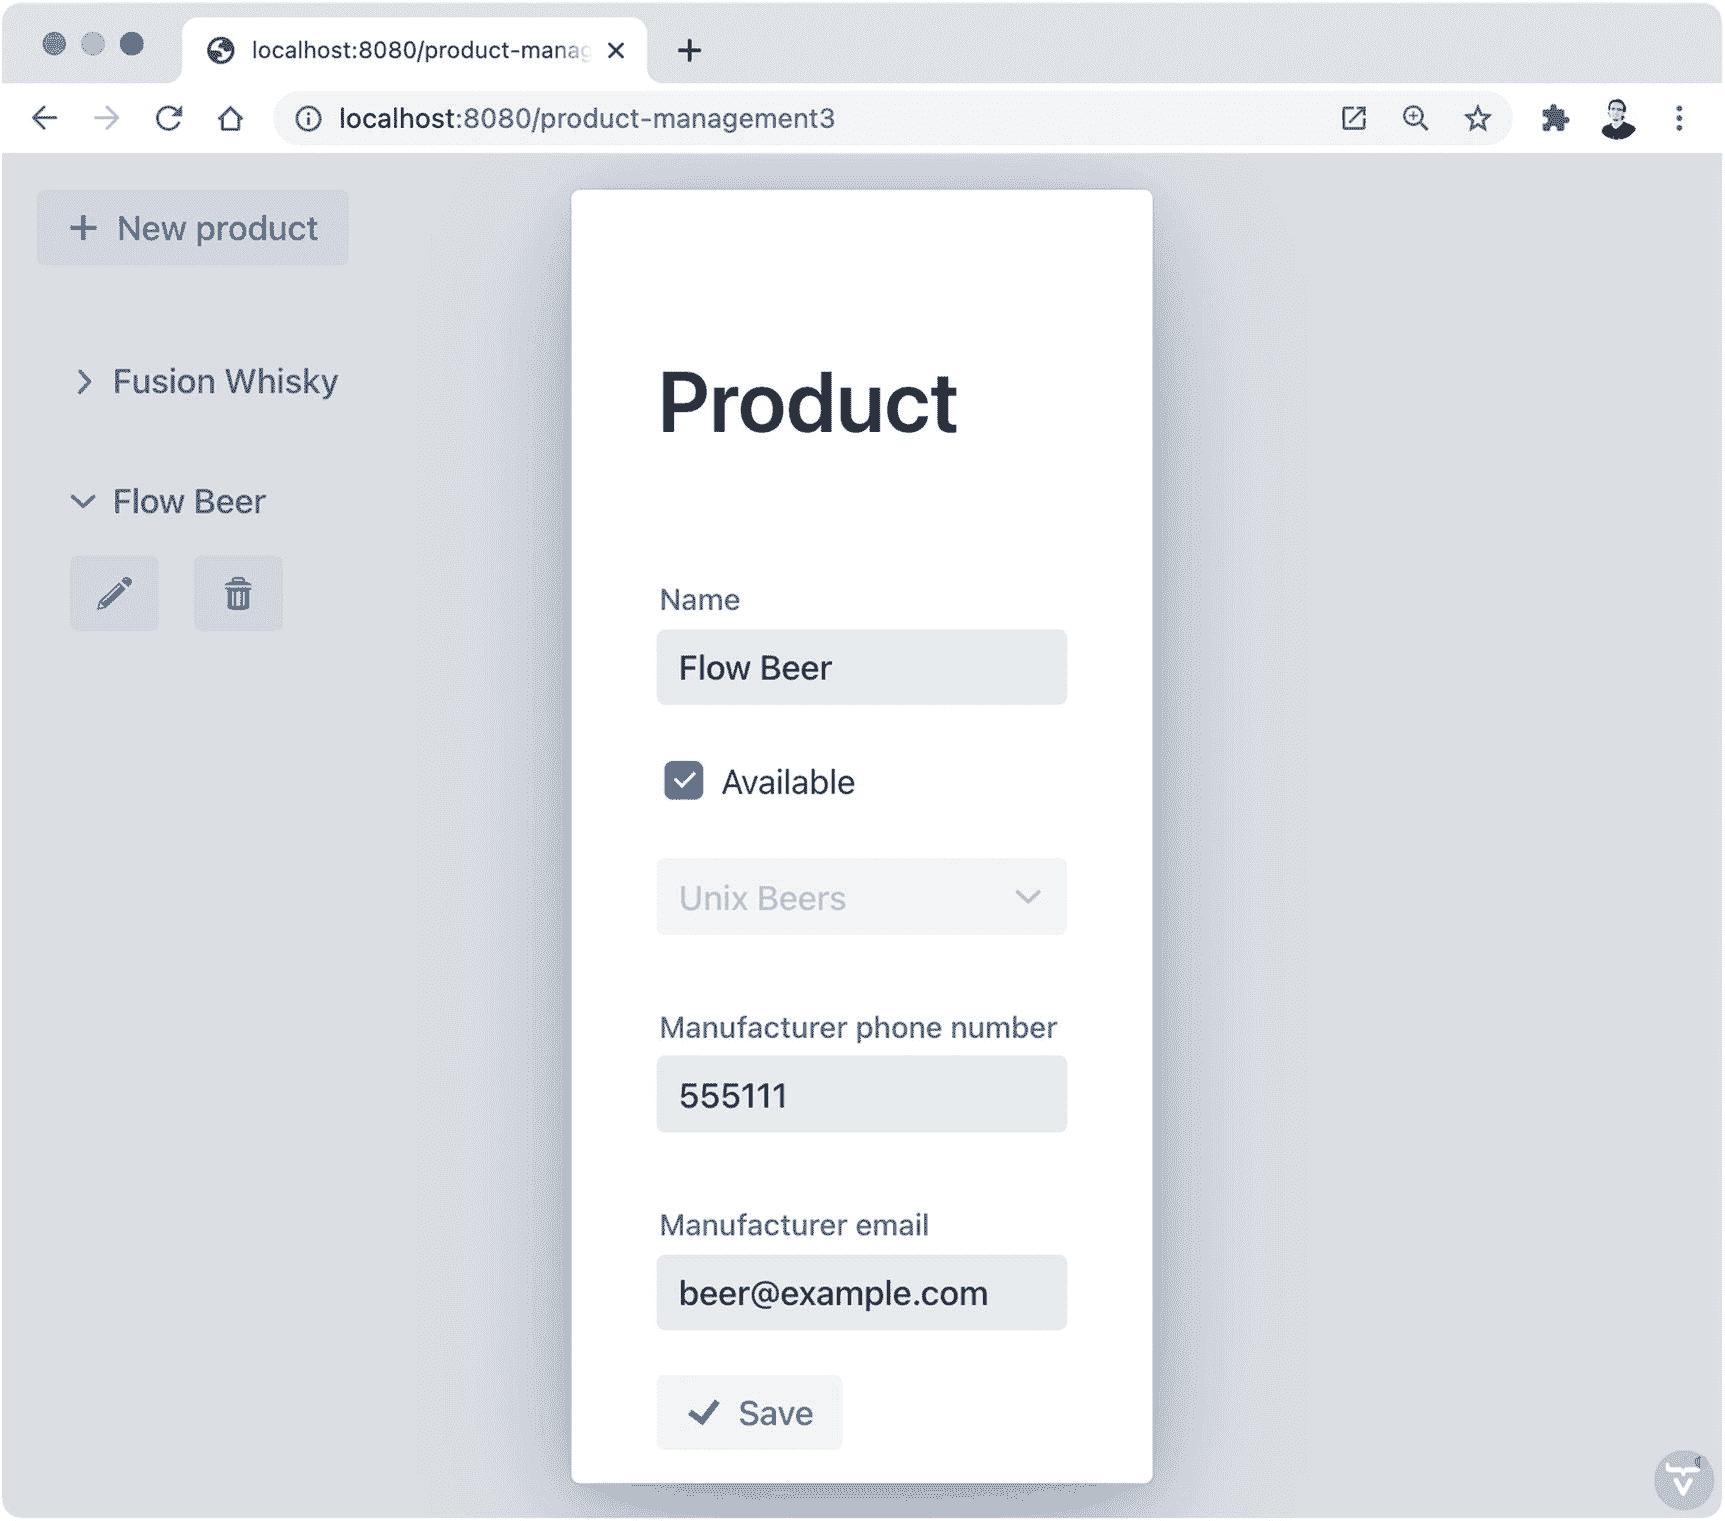 localhost:8080/product-manag
localhost:8080/product-management3
New product
Fusion Whisky
Flow Beer
Product
Name
Flow Beer
Available
Unix Beers
Manufacturer phone number
555111
Manufacturer email
beer@example.com
Save